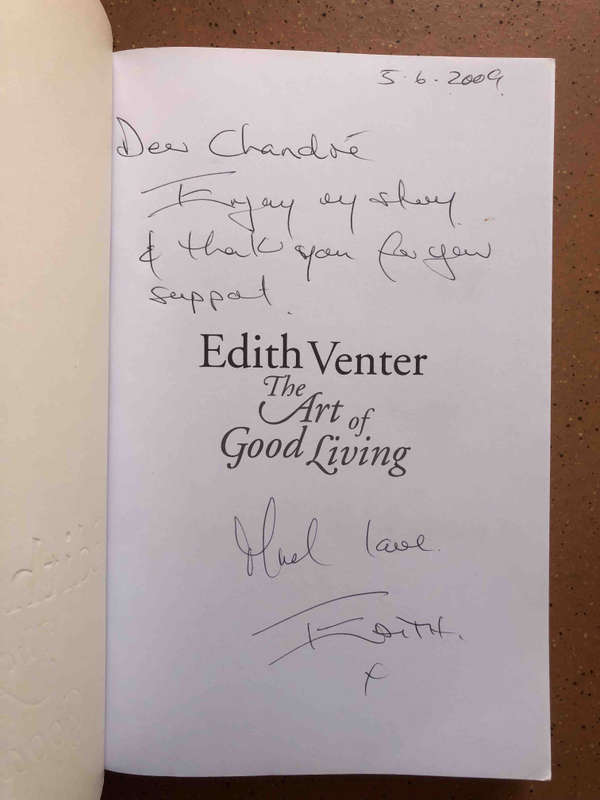 5.6.2009
Dear Chandré
Enjoy my story
& thank you for your
support.
Edith Venter
The
Art of
Good Living
Much love.
EDITH.
x